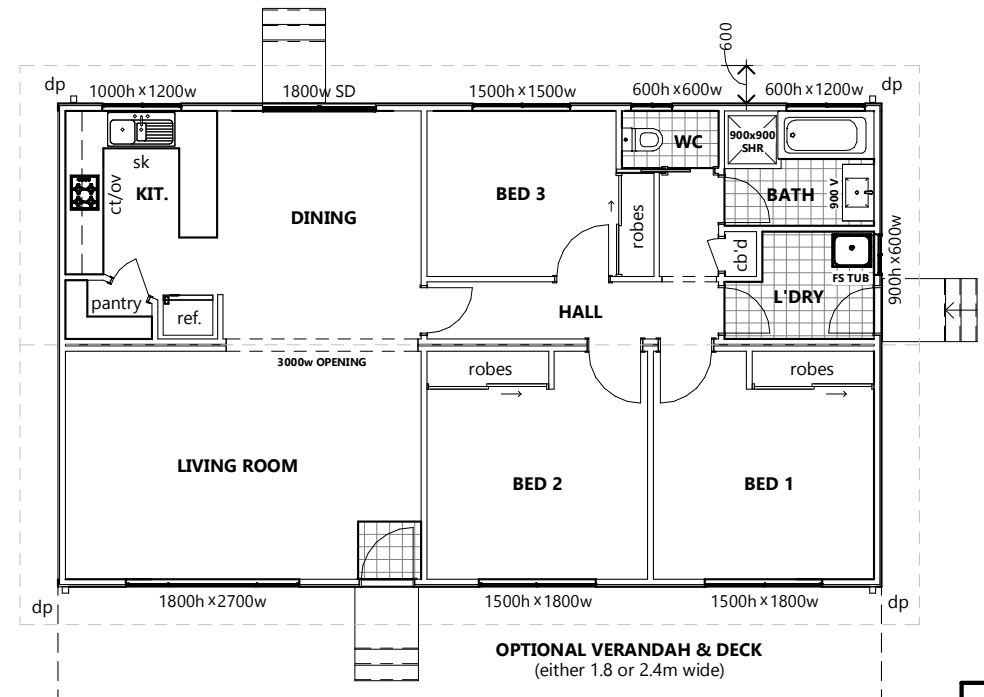 600
dp
1000h x 1200w
1800w SD
1500h x 1500w
600h x 600w
600h x 1200w
dp
sk
ct/ov
KIT.
DINING
BED 3
robes
WC
900x900
SHR
BATH
900 V
cb'd
FS TUB
900h x 600w
pantry
ref.
HALL
L'DRY
3000w OPENING
robes
robes
LIVING ROOM
BED 2
BED 1
dp
1800h x 2700w
1500h x 1800w
1500h x 1800w
dp
OPTIONAL VERANDAH & DECK
(either 1.8 or 2.4m wide)